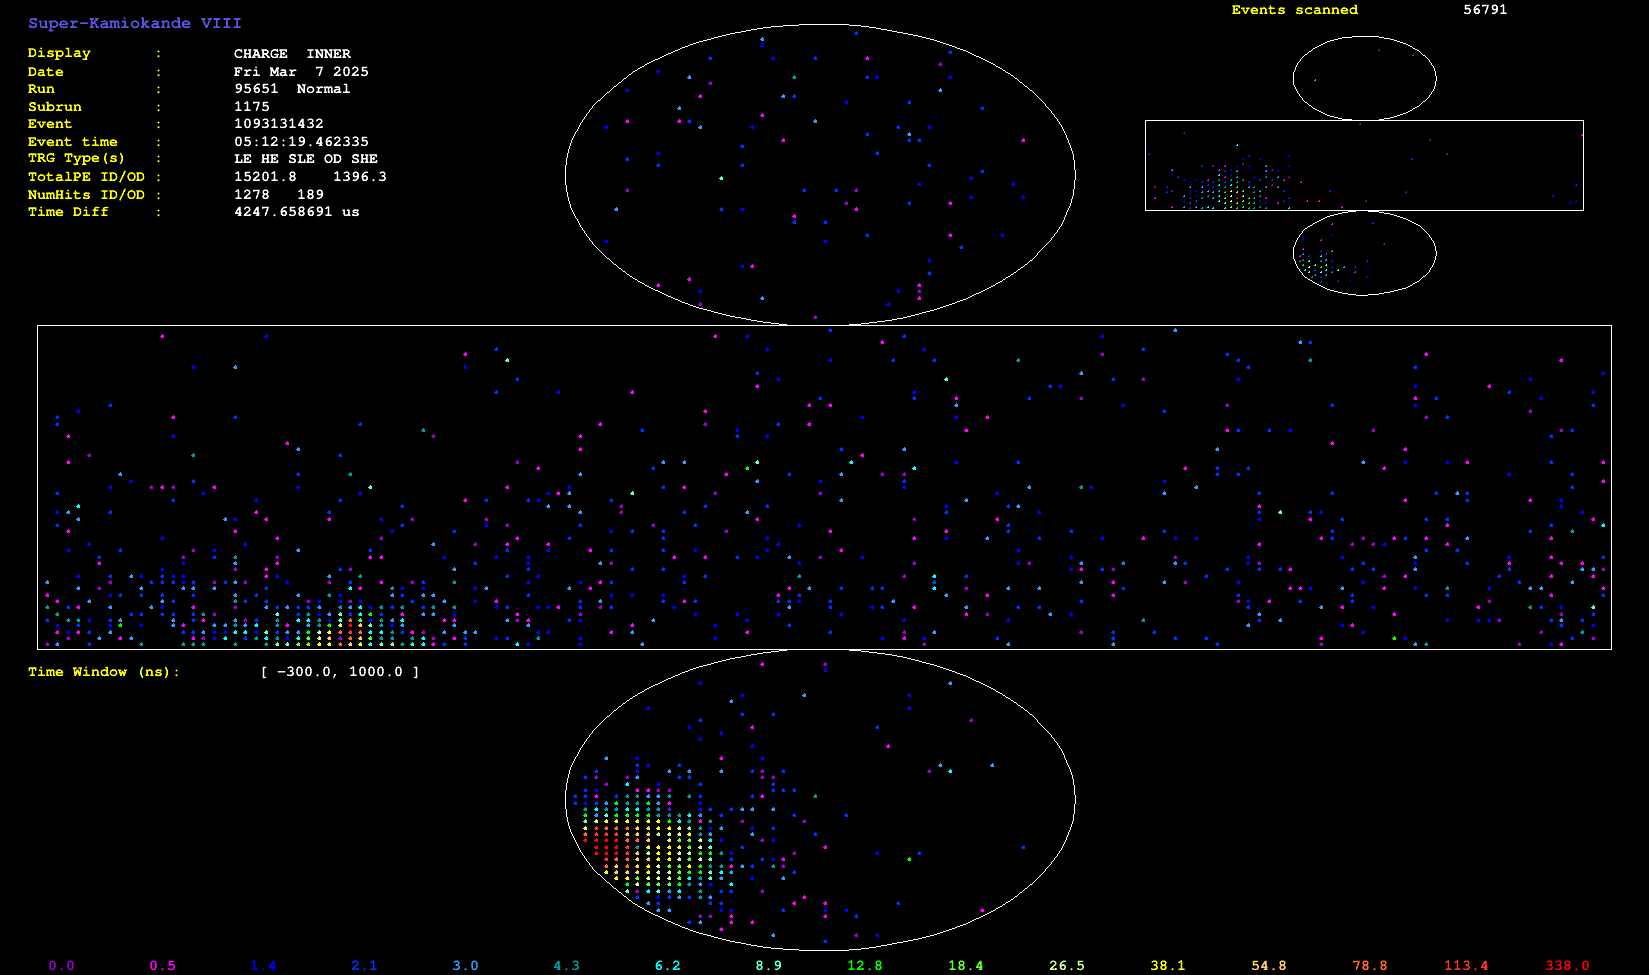 Super-Kamiokande VIII
Events scanned 56791
Display : CHARGE INNER
Date : Fri Mar 7 2025
Run : 95651 Normal
Subrun : 1175
Event : 1093131432
Event time : 05:12:19.462335
TRG Type(s) : LE HE SLE OD SHE
TotalPE ID/OD : 15201.8 1396.3
NumHits ID/OD : 1278 189
Time Diff : 4247.658691 us
Time Window (ns): [ -300.0, 1000.0 ]
0.0 0.5 1.4 2.1 3.0 4.3 6.2 8.9 12.8 18.4 26.5 38.1 54.8 78.8 113.4 338.0